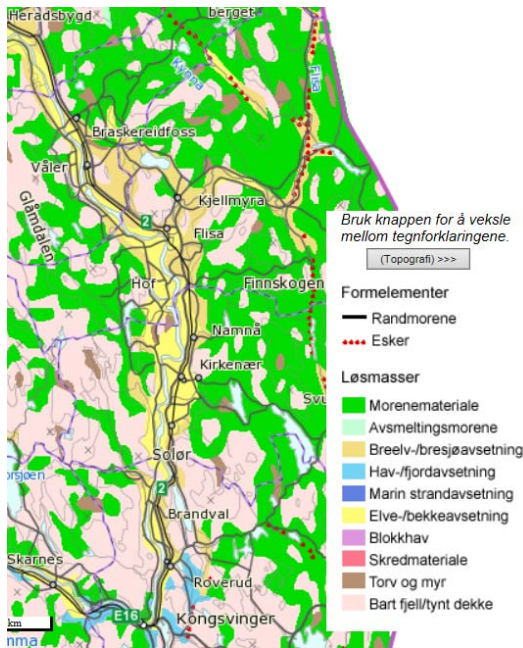 Heradsbygd
berget
Kynna
Flisa
Braskereidfoss
Våler
Kjellmyra
Glåmdalen
2
Flisa
Hof
Finnskogen
Namnå
Kirkenær
Solør
2
Brandval
Skarnes
Roverud
E16
Kongsvinger
km
Bruk knappen for å veksle
mellom tegnforklaringene.
(Topografi) >>>
Formelementer
Randmorene
Esker
Løsmasser
Morenemateriale
Avsmeltingsmorene
Breelv-/bresjøavsetning
Hav-/fjordavsetning
Marin strandavsetning
Elve-/bekkeavsetning
Blokkhav
Skredmateriale
Torv og myr
Bart fjell/tynt dekke